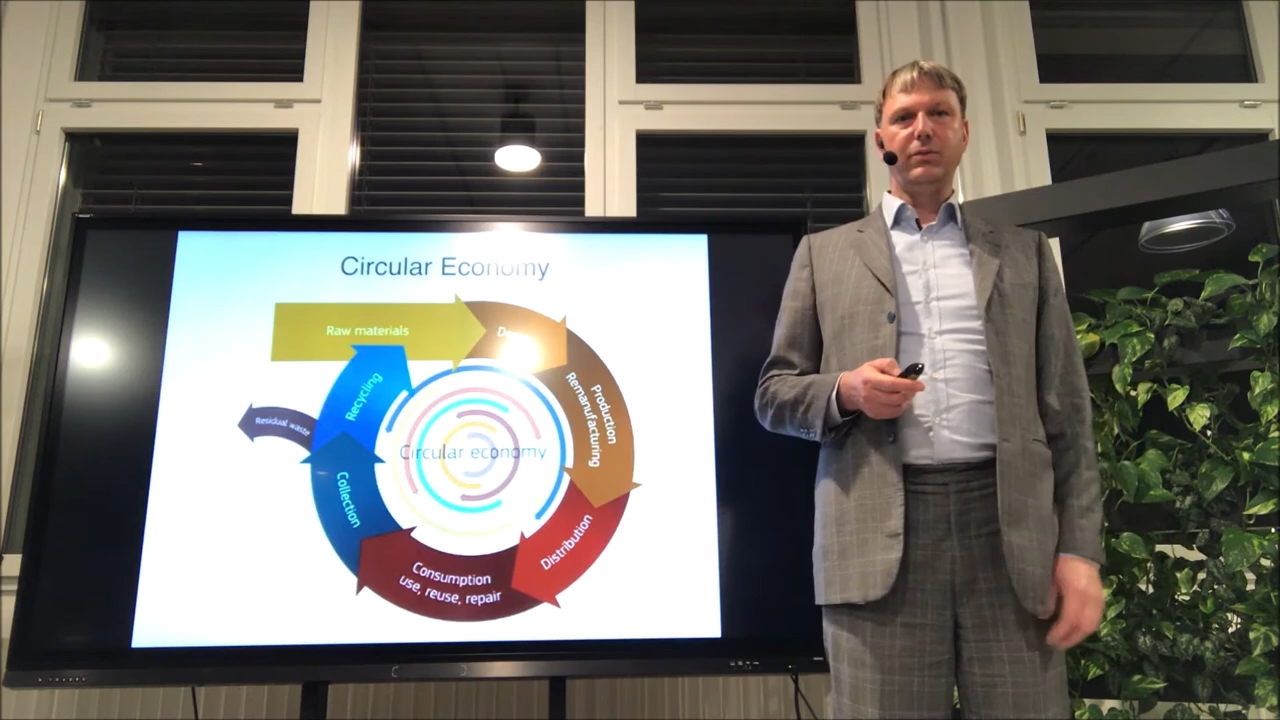 Circular Economy
Raw materials
Production
Remanufacturing
Distribution
Consumption
use, reuse, repair
Collection
Recycling
Residual waste
Circular economy